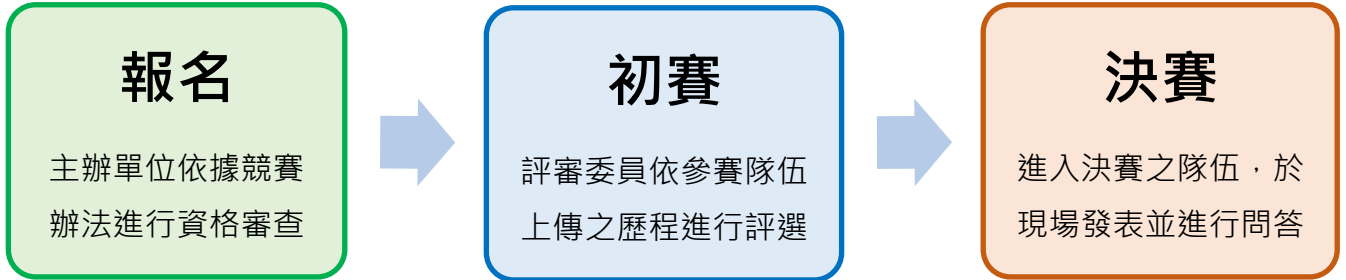 報名
主辦單位依據競賽
辦法進行資格審查
初賽
評審委員依參賽隊伍
上傳之歷程進行評選
決賽
進入決賽之隊伍，於
現場發表並進行問答